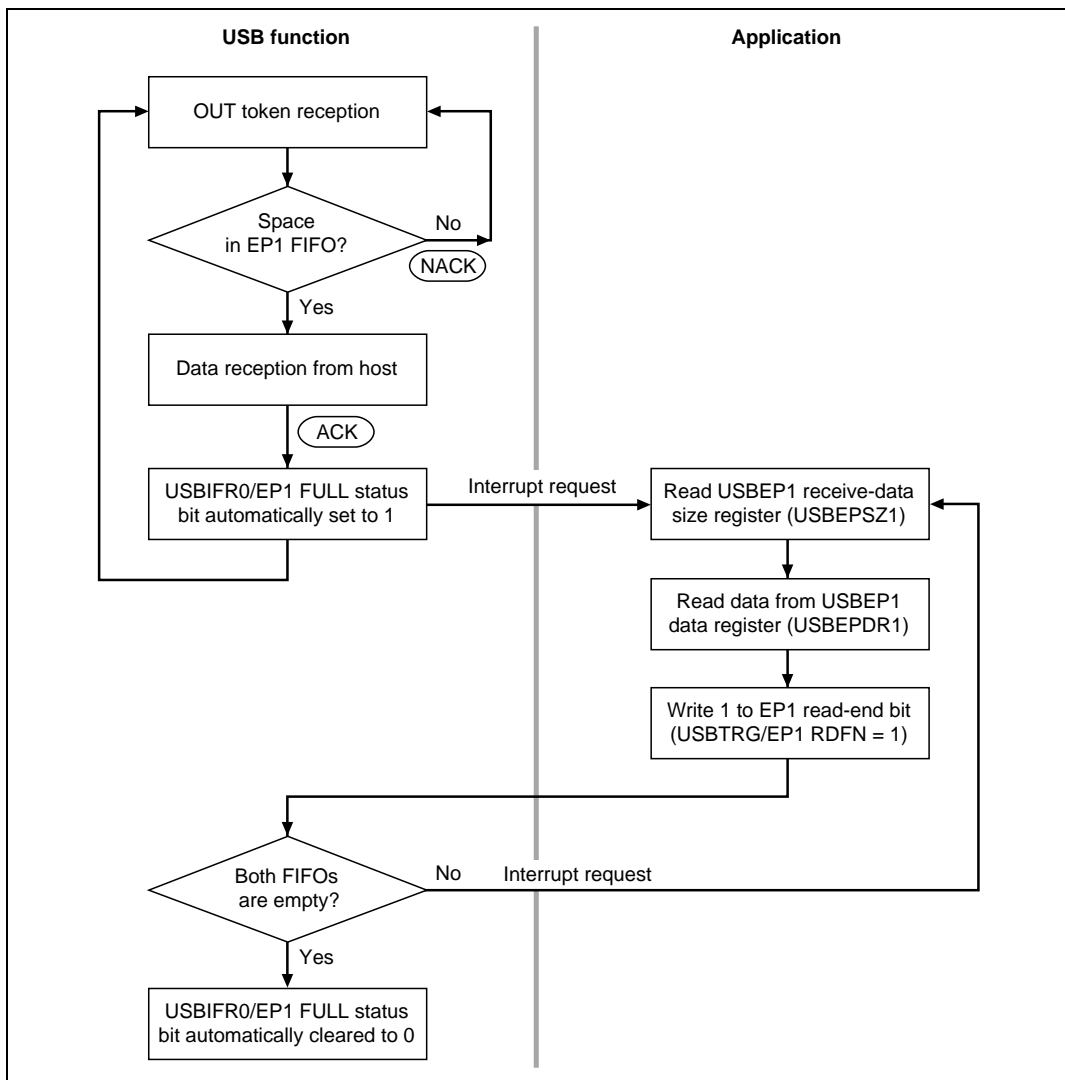 USB function
Application
OUT token reception
Space
in EP1 FIFO?
No
NACK
Yes
Data reception from host
ACK
USBIFR0/EP1 FULL status
bit automatically set to 1
Interrupt request
Read USBEP1 receive-data
size register (USBEPSZ1)
Read data from USBEP1
data register (USBEPDR1)
Write 1 to EP1 read-end bit
(USBTRG/EP1 RDFN = 1)
Both FIFOs
are empty?
No
Interrupt request
Yes
USBIFR0/EP1 FULL status
bit automatically cleared to 0